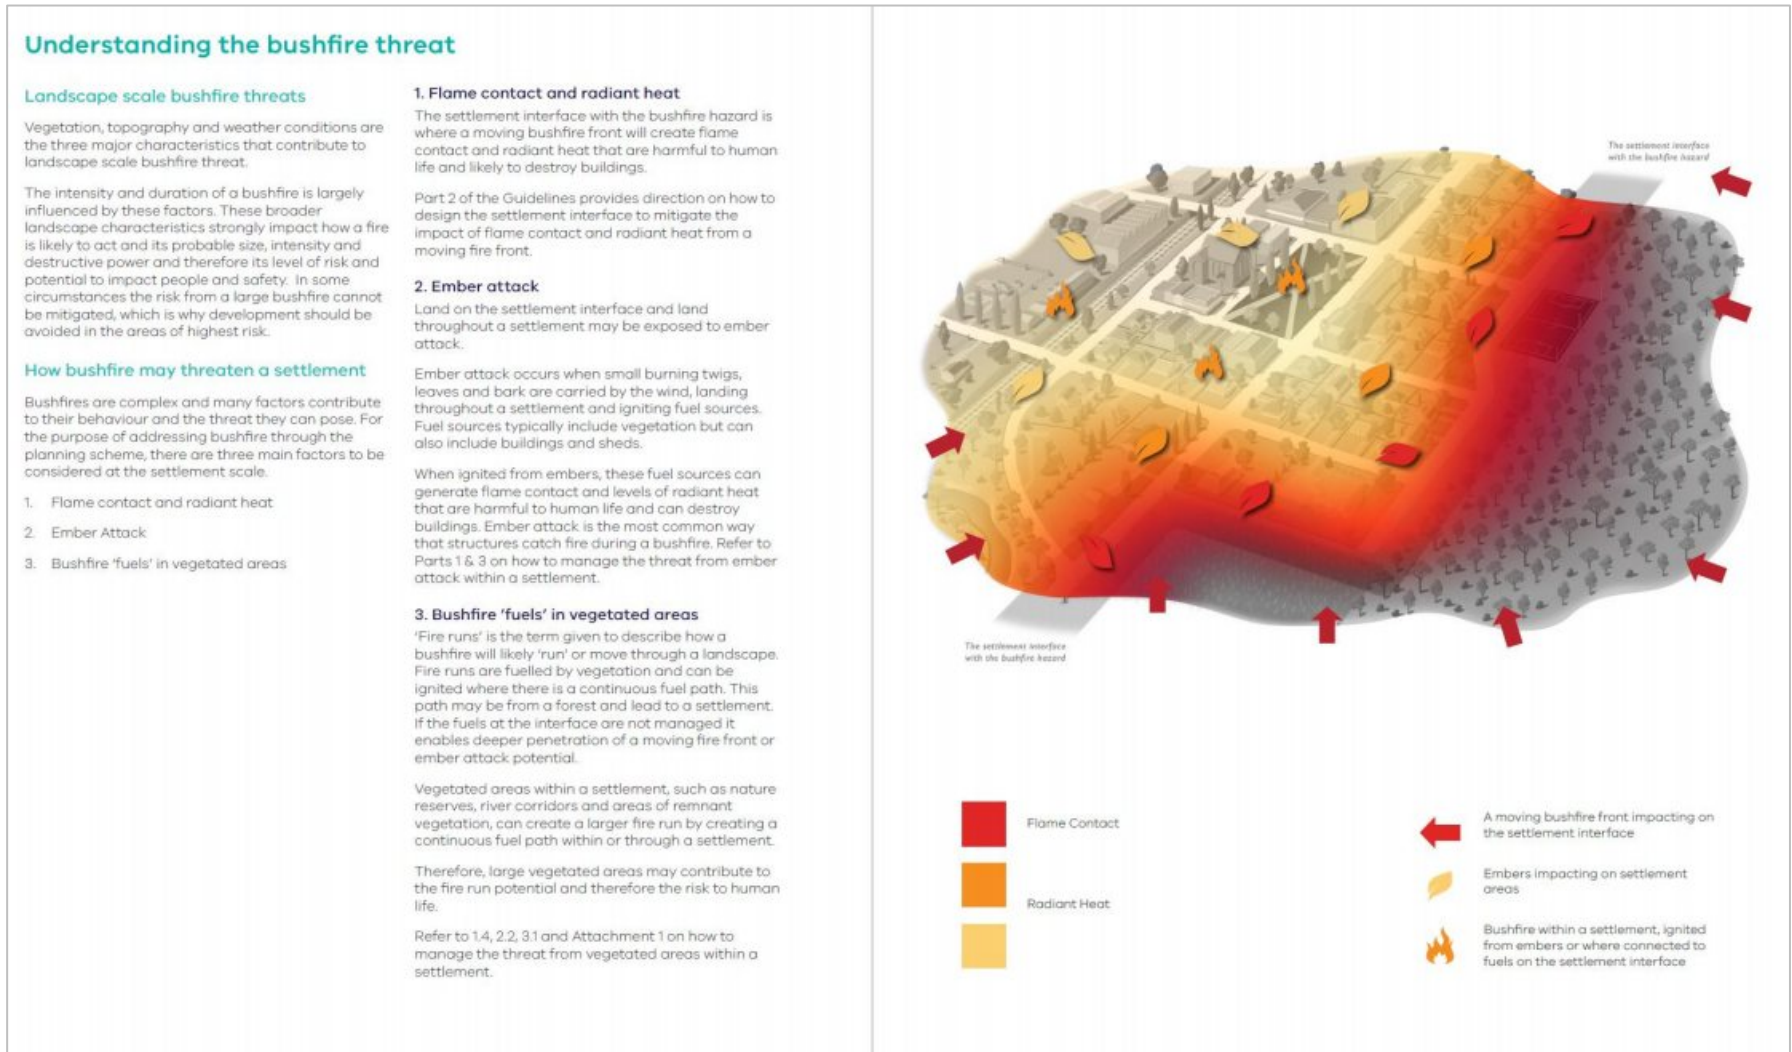 Understanding the bushfire threat
Landscape scale bushfire threats
Vegetation, topography and weather conditions are
the three major characteristics that contribute to
landscape scale bushfire threat.
The intensity and duration of a bushfire is largely
influenced by these factors. These broader
landscape characteristics strongly impact how a fire
is likely to act and its probable size, intensity and
destructive power and therefore its level of risk and
potential to impact people and safety. In some
circumstances the risk from a large bushfire cannot
be mitigated, which is why development should be
avoided in the areas of highest risk.
How bushfire may threaten a settlement
Bushfires are complex and many factors contribute
to their behaviour and the threat they can pose. For
the purpose of addressing bushfire through the
planning scheme, there are three main factors to be
considered at the settlement scale.
1. Flame contact and radiant heat
2. Ember Attack
3. Bushfire 'fuels' in vegetated areas
1. Flame contact and radiant heat
The settlement interface with the bushfire hazard is
where a moving bushfire front will create flame
contact and radiant heat that are harmful to human
life and likely to destroy buildings.
Part 2 of the Guidelines provides direction on how to
design the settlement interface to mitigate the
impact of flame contact and radiant heat from a
moving fire front.
2. Ember attack
Land on the settlement interface and land
throughout a settlement may be exposed to ember
attack.
Ember attack occurs when small burning twigs,
leaves and bark are carried by the wind, landing
throughout a settlement and igniting fuel sources.
Fuel sources typically include vegetation but can
also include buildings and sheds.
When ignited from embers, these fuel sources can
generate flame contact and levels of radiant heat
that are harmful to human life and can destroy
buildings. Ember attack is the most common way
that structures catch fire during a bushfire. Refer to
Parts 1 & 3 on how to manage the threat from ember
attack within a settlement.
3. Bushfire 'fuels' in vegetated areas
'Fire runs' is the term given to describe how a
bushfire will likely 'run' or move through a landscape.
Fire runs are fuelled by vegetation and can be
ignited where there is a continuous fuel path. This
path may be from a forest and lead to a settlement.
If the fuels at the interface are not managed it
enables deeper penetration of a moving fire front or
ember attack potential.
Vegetated areas within a settlement, such as nature
reserves, river corridors and areas of remnant
vegetation, can create a larger fire run by creating a
continuous fuel path within or through a settlement.
Therefore, large vegetated areas may contribute to
the fire run potential and therefore the risk to human
life.
Refer to 1.4, 2.2, 3.1 and Attachment 1 on how to
manage the threat from vegetated areas within a
settlement.
The settlement interface
with the bushfire hazard
The settlement interface
with the bushfire hazard
Flame Contact
Radiant Heat
A moving bushfire front impacting on
the settlement interface
Embers impacting on settlement
areas
Bushfire within a settlement, ignited
from embers or where connected to
fuels on the settlement interface